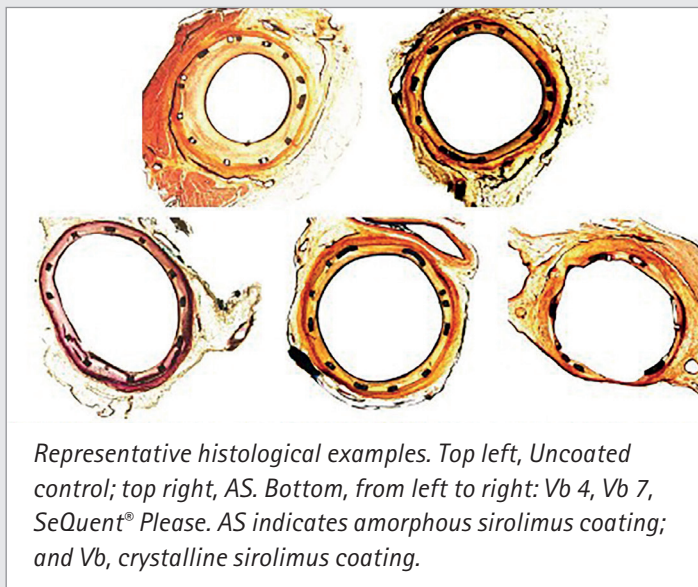 Representative histological examples. Top left, Uncoated
control; top right, AS. Bottom, from left to right: Vb 4, Vb 7,
SeQuent® Please. AS indicates amorphous sirolimus coating;
and Vb, crystalline sirolimus coating.